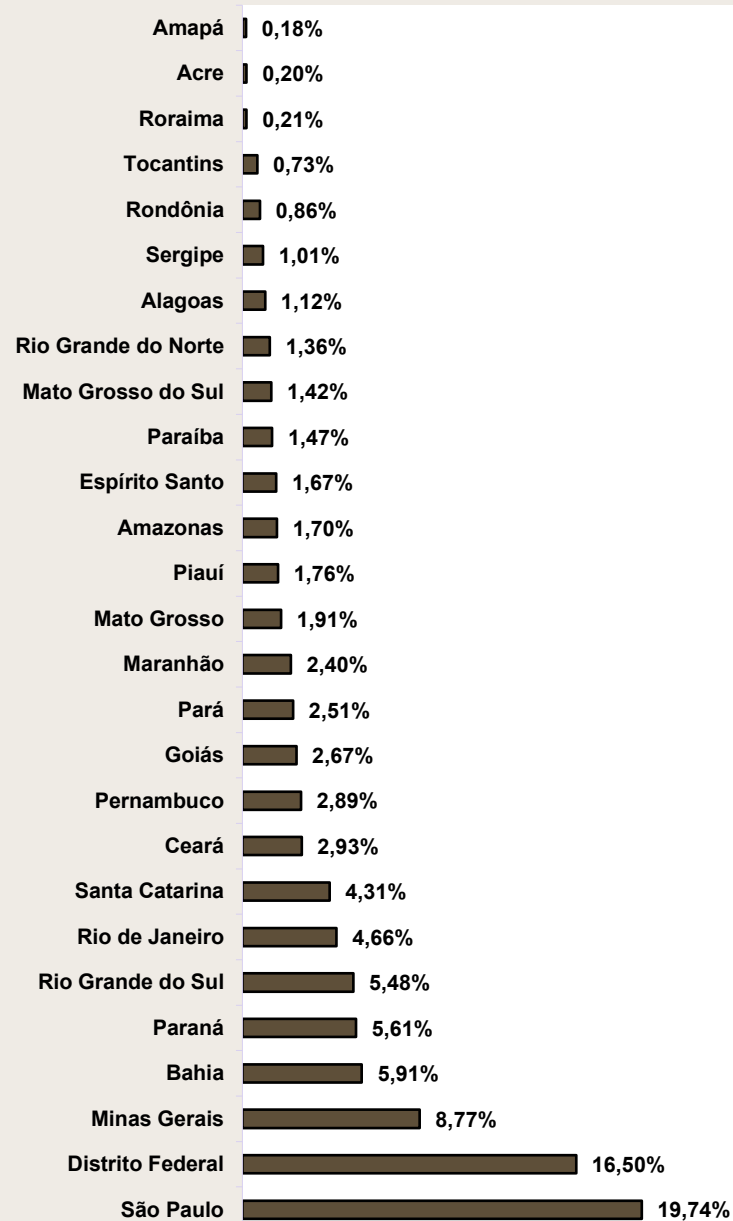 Amapá 0,18%
Acre 0,20%
Roraima 0,21%
Tocantins 0,73%
Rondônia 0,86%
Sergipe 1,01%
Alagoas 1,12%
Rio Grande do Norte 1,36%
Mato Grosso do Sul 1,42%
Paraíba 1,47%
Espírito Santo 1,67%
Amazonas 1,70%
Piauí 1,76%
Mato Grosso 1,91%
Maranhão 2,40%
Pará 2,51%
Goiás 2,67%
Pernambuco 2,89%
Ceará 2,93%
Santa Catarina 4,31%
Rio de Janeiro 4,66%
Rio Grande do Sul 5,48%
Paraná 5,61%
Bahia 5,91%
Minas Gerais 8,77%
Distrito Federal 16,50%
São Paulo 19,74%